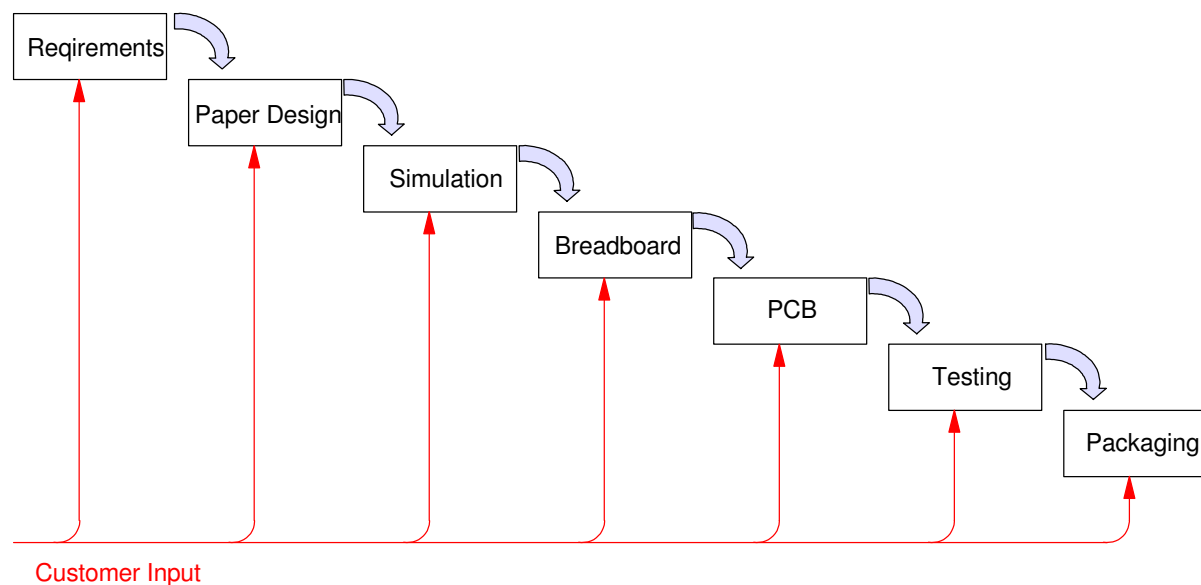 Reqirements
Paper Design
Simulation
Breadboard
PCB
Testing
Packaging
Customer Input